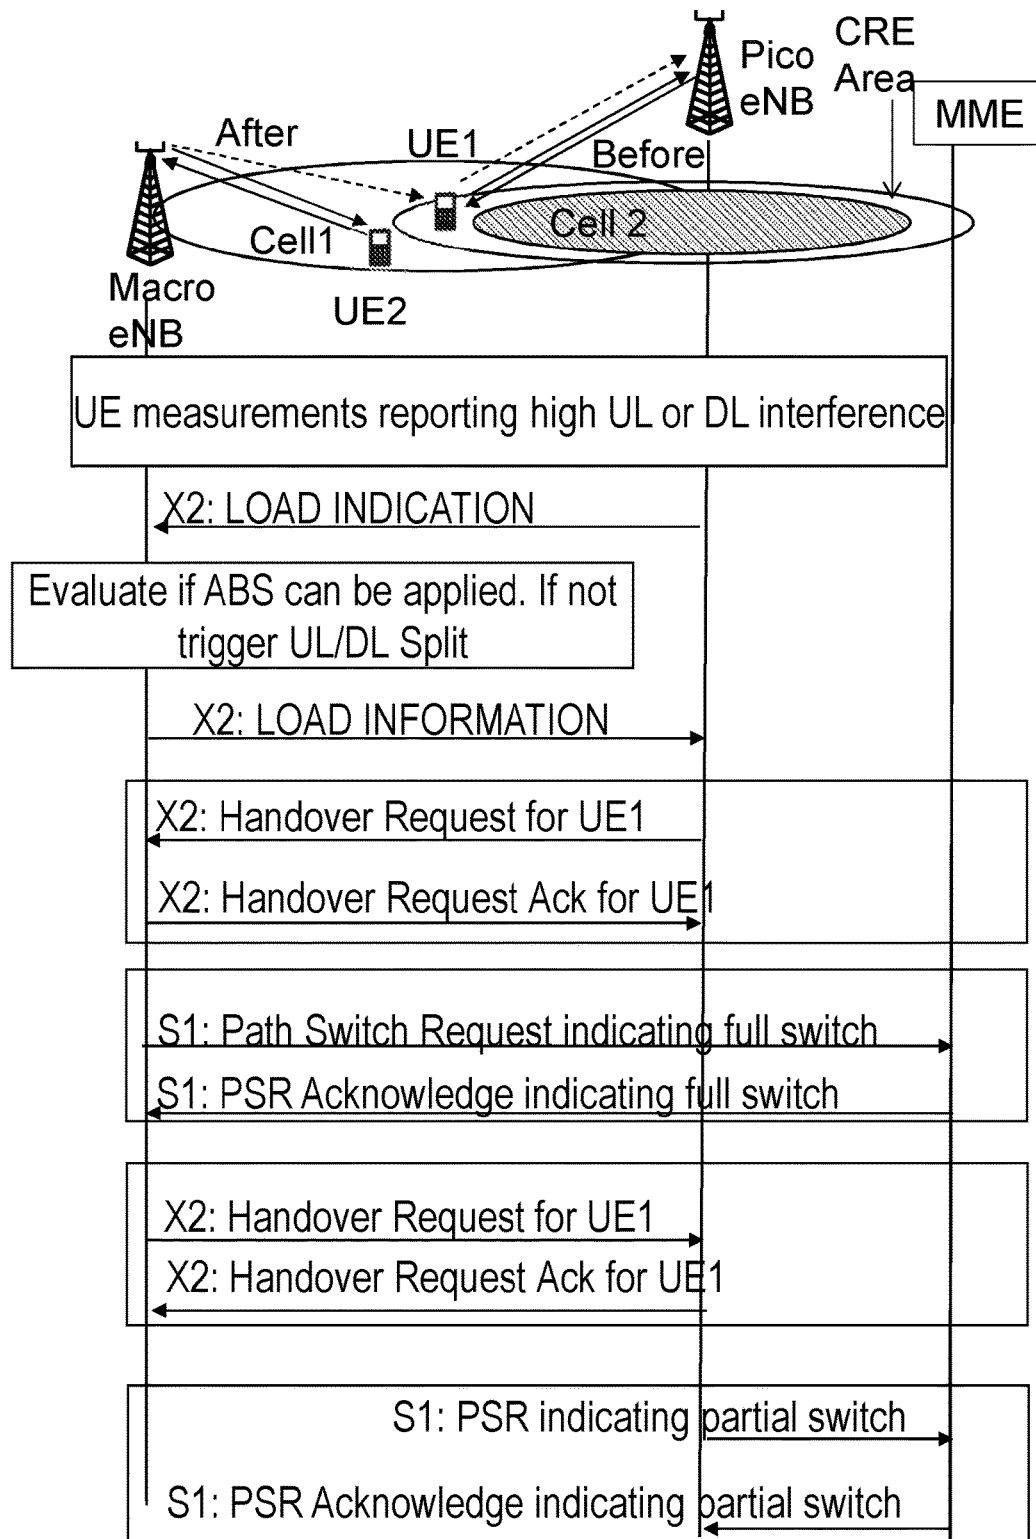 CRE
Area
Pico
eNB
MME
After
UE1
Before
Cell 2
Cell1
Macro
eNB
UE2
UE measurements reporting high UL or DL interference
X2: LOAD INDICATION
Evaluate if ABS can be applied. If not
trigger UL/DL Split
X2: LOAD INFORMATION
X2: Handover Request for UE1
X2: Handover Request Ack for UE1
S1: Path Switch Request indicating full switch
S1: PSR Acknowledge indicating full switch
X2: Handover Request for UE1
X2: Handover Request Ack for UE1
S1: PSR indicating partial switch
S1: PSR Acknowledge indicating partial switch